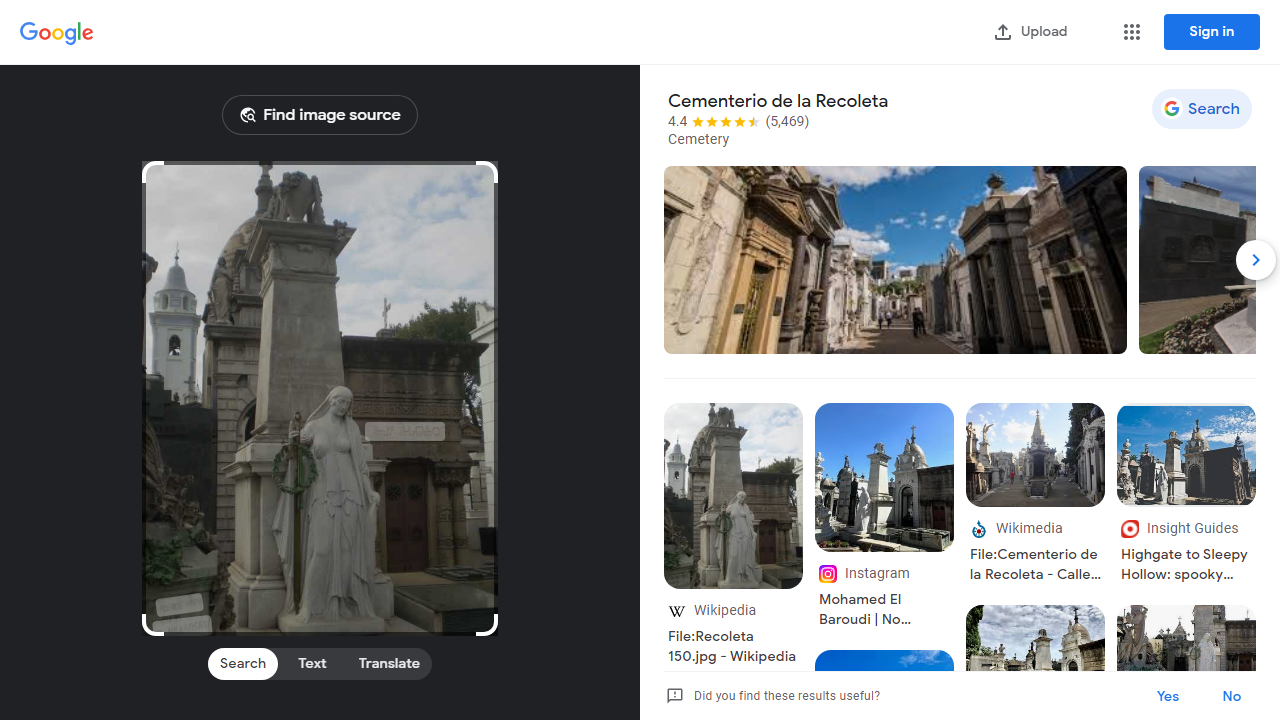 Google
Upload
Sign in
Find image source
Search
Text
Translate
Cementerio de la Recoleta
4.4 (5,469)
Cemetery
Search
Wikipedia
File:Recoleta
150.jpg - Wikipedia
Instagram
Mohamed El
Baroudi | No...
Wikimedia
File:Cementerio de
la Recoleta - Calle...
Insight Guides
Highgate to Sleepy
Hollow: spooky...
Did you find these results useful?
Yes
No